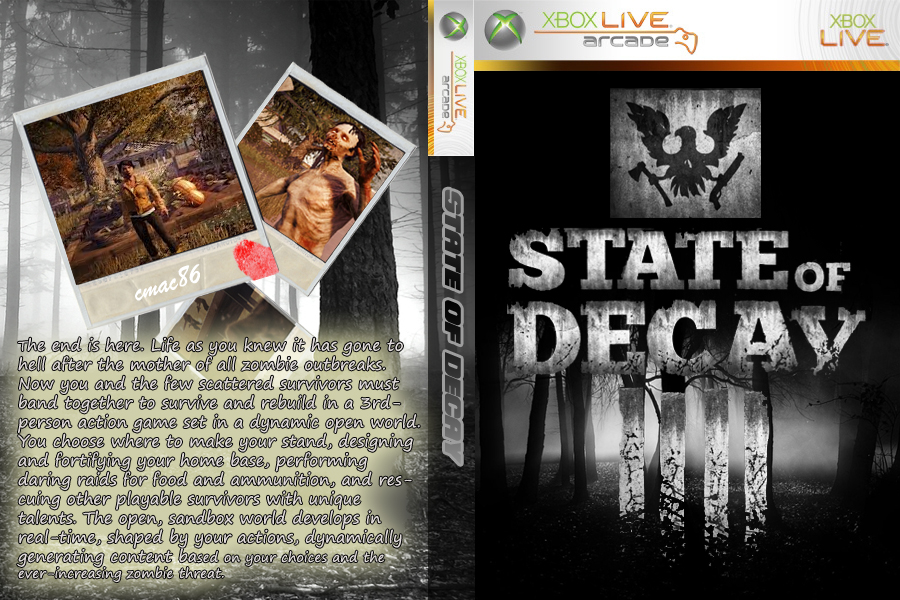 cmac86
The end is here. Life as you knew it has gone to
hell after the mother of all zombie outbreaks.
Now you and the few scattered survivors must
band together to survive and rebuild in a 3rd-
person action game set in a dynamic open world.
You choose where to make your stand, designing
and fortifying your home base, performing
daring raids for food and ammunition, and res-
cuing other playable survivors with unique
talents. The open, sandbox world develops in
real-time, shaped by your actions, dynamically
generating content based on your choices and the
ever-increasing zombie threat.
XBOX LIVE
arcade
STATE OF DECAY
XBOX LIVE
arcade
XBOX
LIVE
STATE OF
DECAY